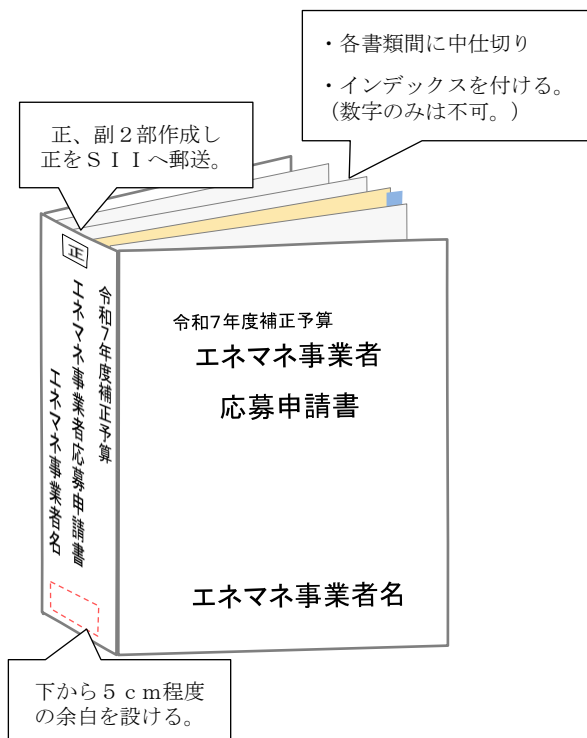 ・各書類間に中仕切り
・インデックスを付ける。
（数字のみは不可。）
正、副２部作成し
正をＳＩＩへ郵送。
正
令和7年度補正予算
エネマネ事業者応募申請書
エネマネ事業者名
令和7年度補正予算
エネマネ事業者
応募申請書
エネマネ事業者名
下から５ｃｍ程度
の余白を設ける。